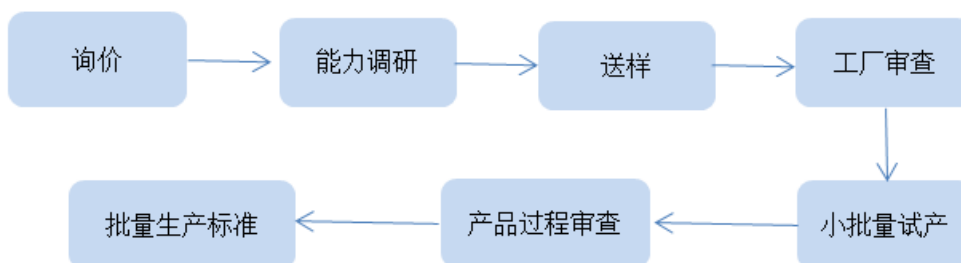 询价
能力调研
送样
工厂审查
小批量试产
产品过程审查
批量生产标准